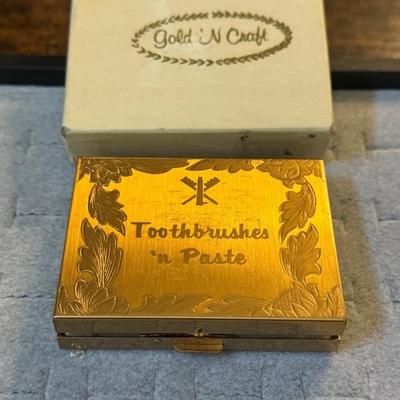 Gold 'N Craft
Toothbrushes
'n Paste